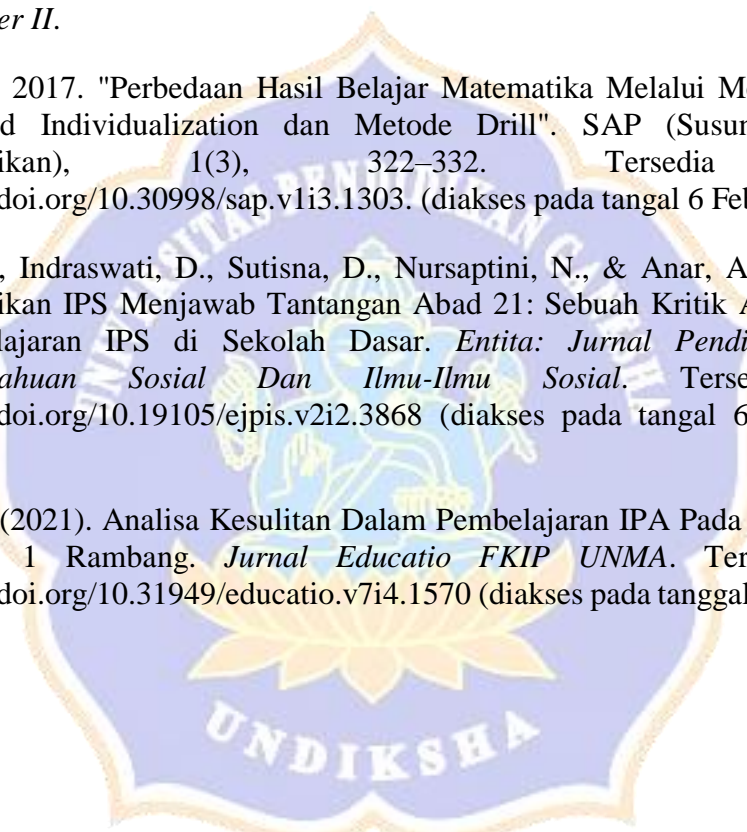 er II.
2017. "Perbedaan Hasil Belajar Matematika Melalui Mo
d Individualization dan Metode Drill". SAP (Susun
ikan), 1(3), 322–332. Tersedia
doi.org/10.30998/sap.v1i3.1303. (diakses pada tangal 6 Feb
, Indraswati, D., Sutisna, D., Nursaptini, N., & Anar, A
ikan IPS Menjawab Tantangan Abad 21: Sebuah Kritik A
lajaran IPS di Sekolah Dasar. Entita: Jurnal Pendi
ahuan Sosial Dan Ilmu-Ilmu Sosial. Terse
doi.org/10.19105/ejpis.v2i2.3868 (diakses pada tangal 6
(2021). Analisa Kesulitan Dalam Pembelajaran IPA Pada
1 Rambang. Jurnal Educatio FKIP UNMA. Ter
doi.org/10.31949/educatio.v7i4.1570 (diakses pada tanggal
UNIVERSITAS PENDIDIKAN GANESHA
UNDIKSHA